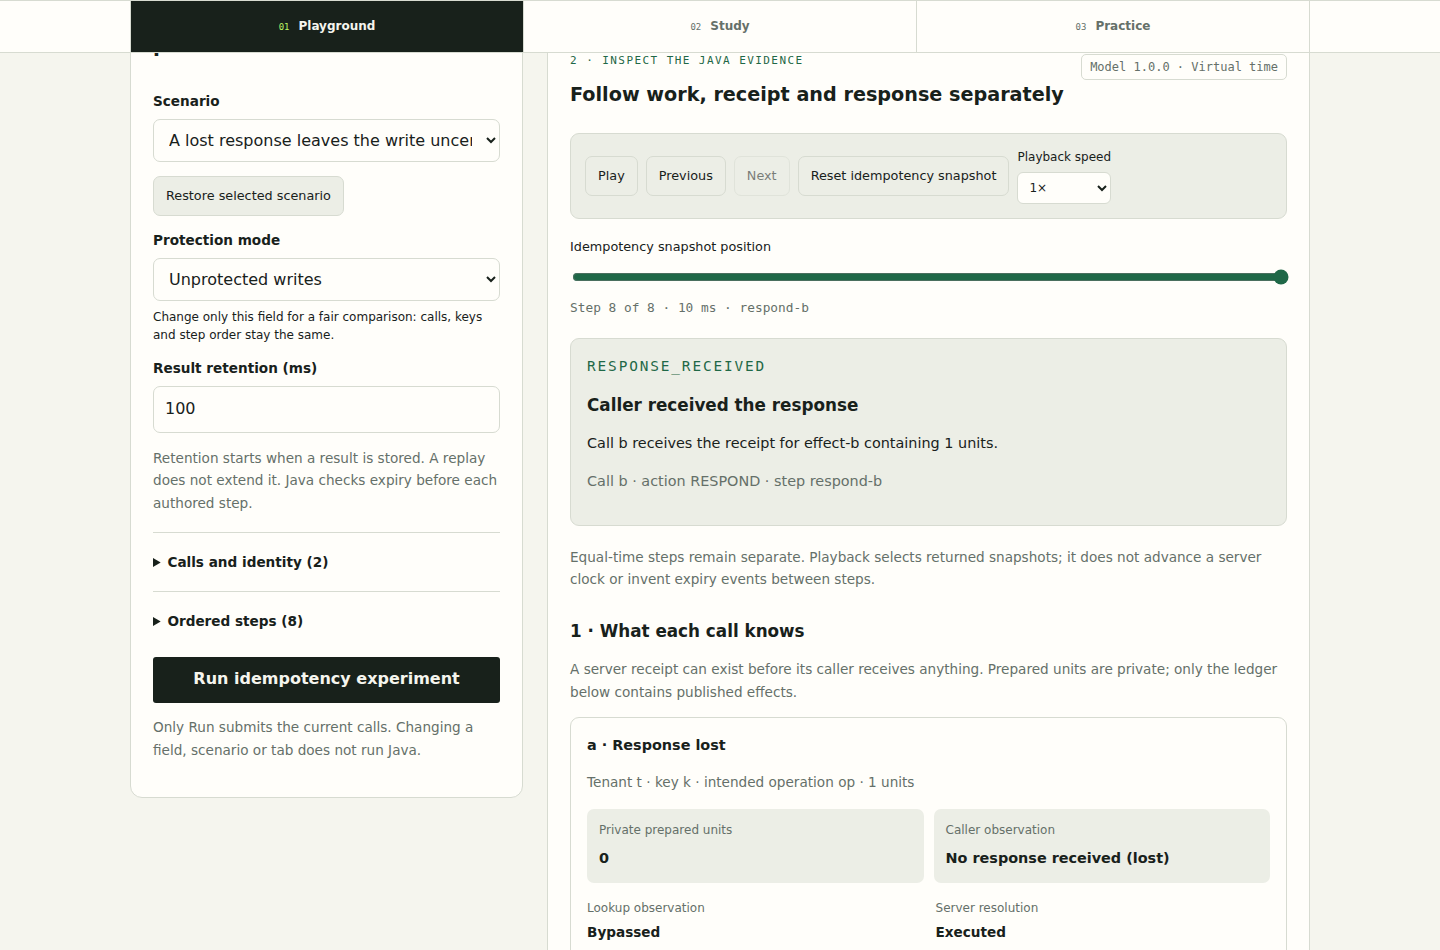 01 Playground
02 Study
03 Practice
Scenario
A lost response leaves the write uncer
Restore selected scenario
Protection mode
Unprotected writes
Change only this field for a fair comparison: calls, keys
and step order stay the same.
Result retention (ms)
100
Retention starts when a result is stored. A replay
does not extend it. Java checks expiry before each
authored step.
Calls and identity (2)
Ordered steps (8)
Run idempotency experiment
Only Run submits the current calls. Changing a
field, scenario or tab does not run Java.
2 · INSPECT THE JAVA EVIDENCE
Model 1.0.0 · Virtual time
Follow work, receipt and response separately
Play
Previous
Next
Reset idempotency snapshot
Playback speed
1×
Idempotency snapshot position
Step 8 of 8 · 10 ms · respond-b
RESPONSE_RECEIVED
Caller received the response
Call b receives the receipt for effect-b containing 1 units.
Call b · action RESPOND · step respond-b
Equal-time steps remain separate. Playback selects returned snapshots; it does not advance a server
clock or invent expiry events between steps.
1 · What each call knows
A server receipt can exist before its caller receives anything. Prepared units are private; only the ledger
below contains published effects.
a · Response lost
Tenant t · key k · intended operation op · 1 units
Private prepared units
0
Caller observation
No response received (lost)
Lookup observation
Bypassed
Server resolution
Executed